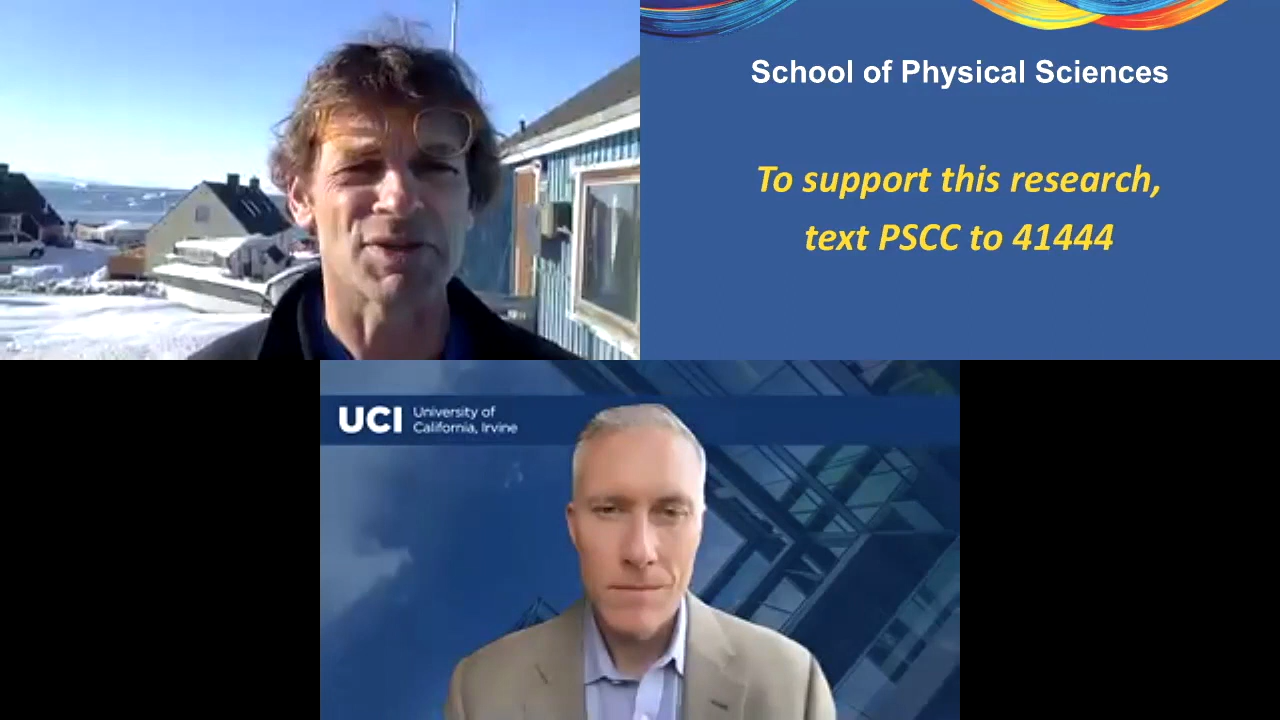 School of Physical Sciences
To support this research,
text PSCC to 41444
UCI University of
California, Irvine